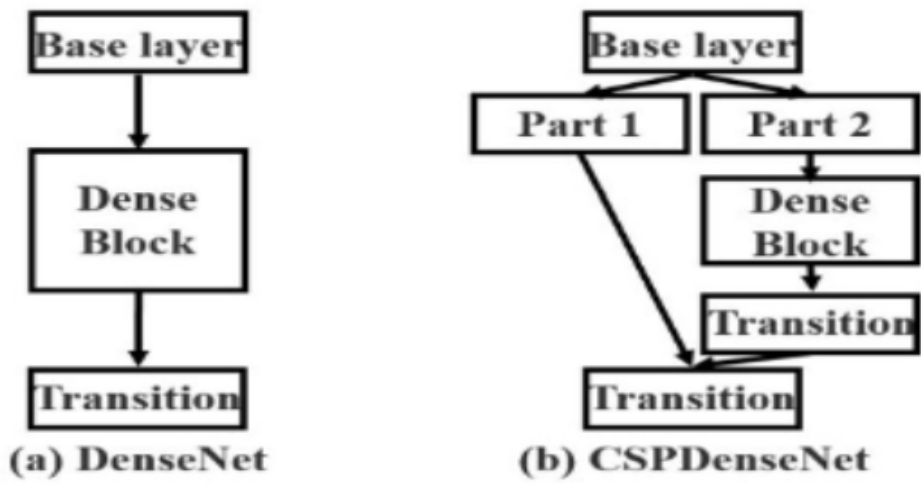 Base layer
Dense
Block
Transition
(a) DenseNet
Base layer
Part 1
Part 2
Dense
Block
Transition
Transition
(b) CSPDenseNet